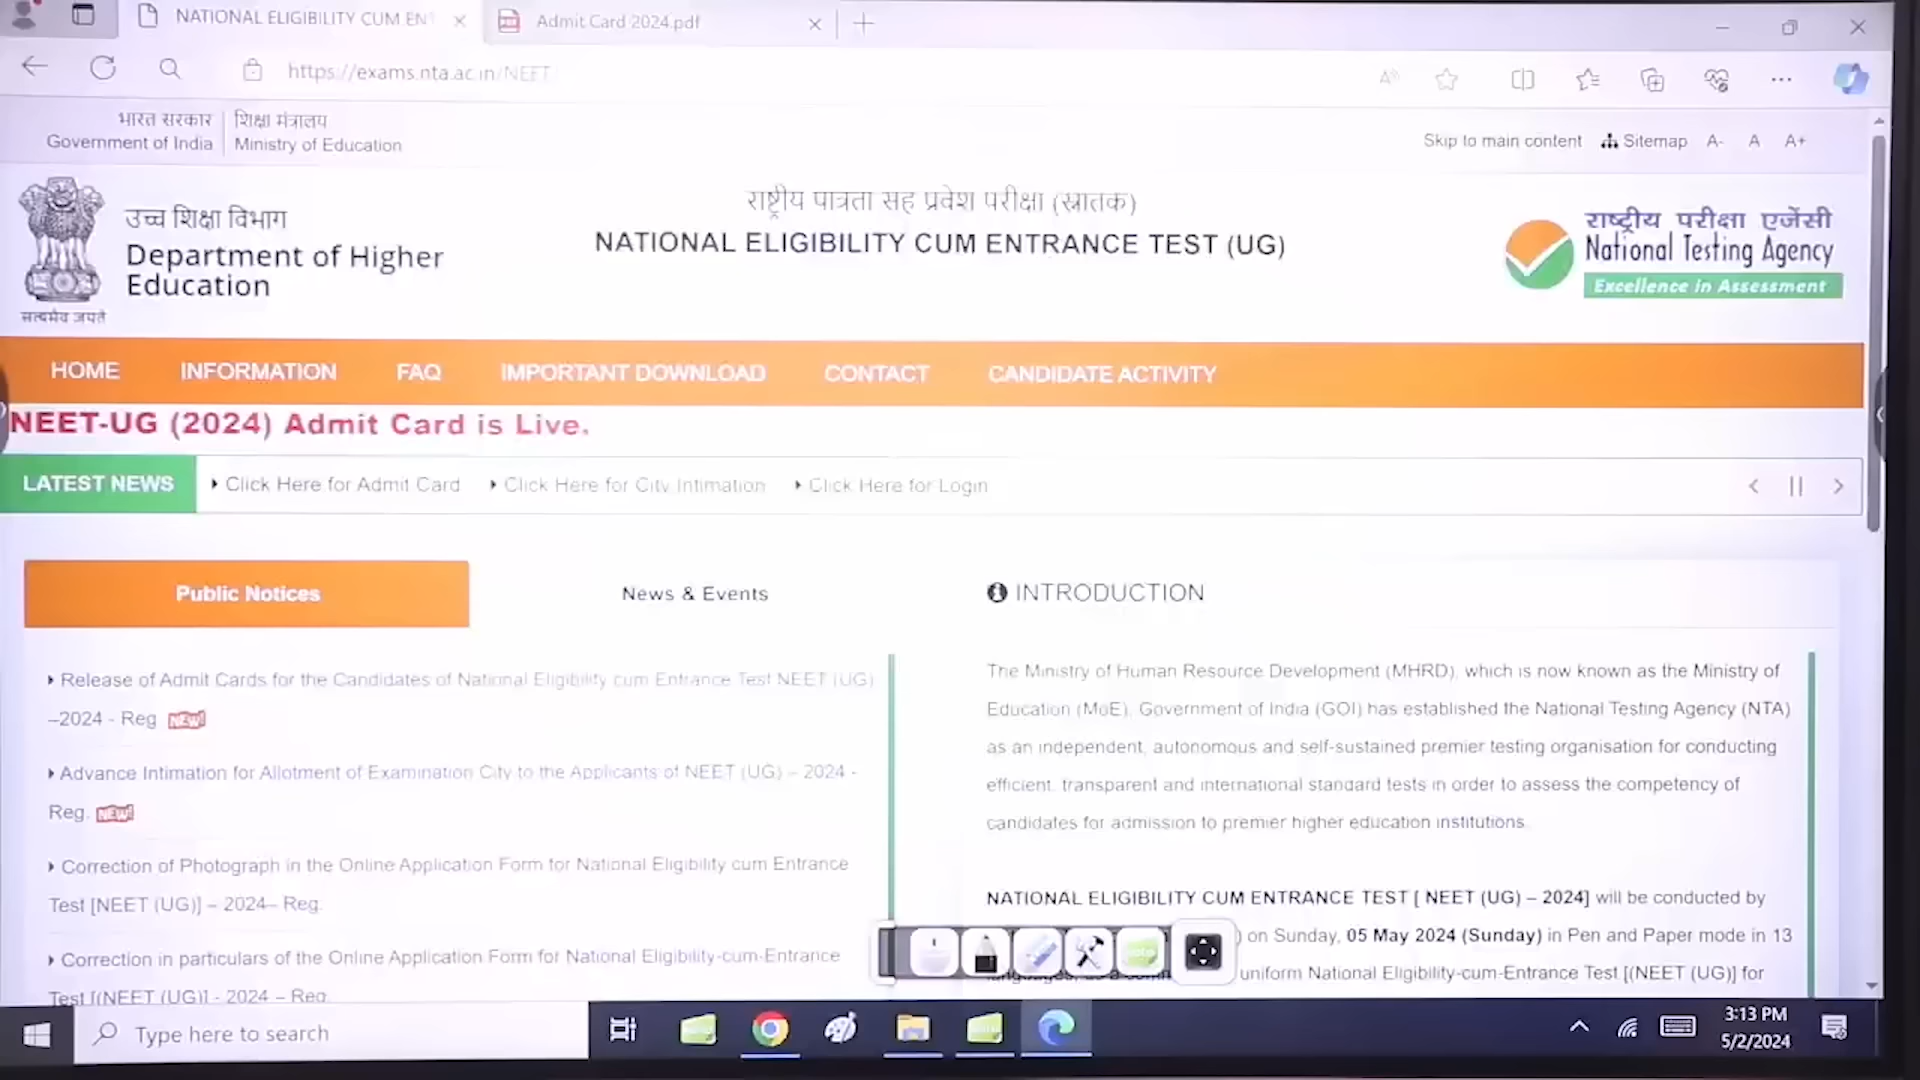 NATIONAL ELIGIBILITY CUM ENT
Admit Card 2024.pdf
https://exams.nta.ac.in/NEET
भारत सरकार
Government of India
शिक्षा मंत्रालय
Ministry of Education
Skip to main content Sitemap A- A A+
सत्यमेव जयते
उच्च शिक्षा विभाग
Department of Higher
Education
राष्ट्रीय पात्रता सह प्रवेश परीक्षा (स्नातक)
NATIONAL ELIGIBILITY CUM ENTRANCE TEST (UG)
राष्ट्रीय परीक्षा एजेंसी
National Testing Agency
Excellence in Assessment
HOME INFORMATION FAQ IMPORTANT DOWNLOAD CONTACT CANDIDATE ACTIVITY
NEET-UG (2024) Admit Card is Live.
LATEST NEWS Click Here for Admit Card Click Here for City Intimation Click Here for Login
Public Notices
News & Events
Release of Admit Cards for the Candidates of National Eligibility cum Entrance Test NEET (UG)
–2024 - Reg NEW!
Advance Intimation for Allotment of Examination City to the Applicants of NEET (UG) – 2024 -
Reg. NEW!
Correction of Photograph in the Online Application Form for National Eligibility cum Entrance
Test [NEET (UG)] – 2024– Reg.
Correction in particulars of the Online Application Form for National Eligibility-cum-Entrance
Test [(NEET (UG)] - 2024 – Reg.
INTRODUCTION
The Ministry of Human Resource Development (MHRD), which is now known as the Ministry of
Education (MoE), Government of India (GOI) has established the National Testing Agency (NTA)
as an independent, autonomous and self-sustained premier testing organisation for conducting
efficient, transparent and international standard tests in order to assess the competency of
candidates for admission to premier higher education institutions.
NATIONAL ELIGIBILITY CUM ENTRANCE TEST [ NEET (UG) – 2024] will be conducted by
) on Sunday, 05 May 2024 (Sunday) in Pen and Paper mode in 13
uniform National Eligibility-cum-Entrance Test [(NEET (UG)] for
Type here to search
3:13 PM
5/2/2024